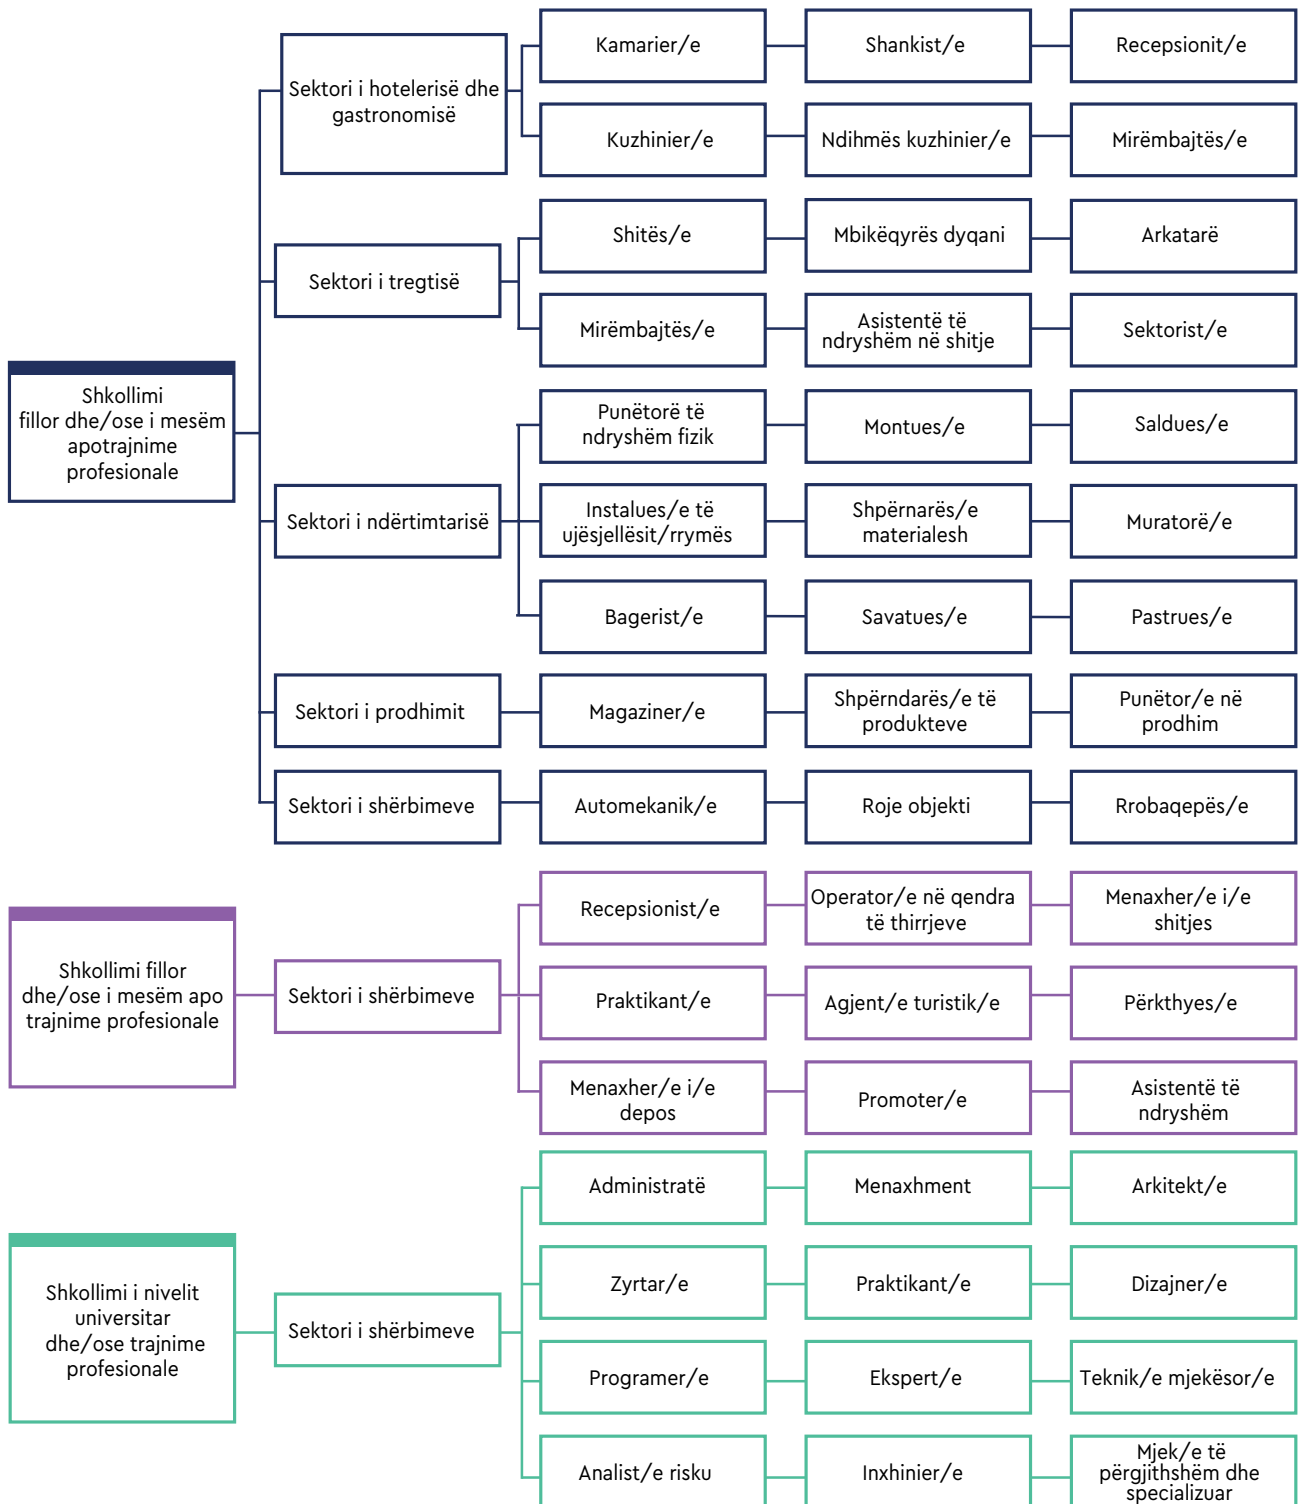 Shkollimi
fillor dhe/ose i mesëm
apotrajnime
profesionale
Sektori i hotelerisë dhe
gastronomisë
Kamarier/e
Shankist/e
Recepsionit/e
Kuzhinier/e
Ndihmës kuzhinier/e
Mirëmbajtës/e
Sektori i tregtisë
Shitës/e
Mbikëqyrës dyqani
Arkatarë
Mirëmbajtës/e
Asistentë të
ndryshëm në shitje
Sektorist/e
Sektori i ndërtimtarisë
Punëtorë të
ndryshëm fizik
Montues/e
Saldues/e
Instalues/e të
ujësjellësit/rrymës
Shpërnarës/e
materialesh
Muratorë/e
Bagerist/e
Savatues/e
Pastrues/e
Sektori i prodhimit
Magaziner/e
Shpërndarës/e të
produkteve
Punëtor/e në
prodhim
Sektori i shërbimeve
Automekanik/e
Roje objekti
Rrobaqepës/e
Shkollimi fillor
dhe/ose i mesëm apo
trajnime profesionale
Sektori i shërbimeve
Recepsionist/e
Operator/e në qendra
të thirrjeve
Menaxher/e i/e
shitjes
Praktikant/e
Agjent/e turistik/e
Përkthyes/e
Menaxher/e i/e
depos
Promoter/e
Asistentë të
ndryshëm
Shkollimi i nivelit
universitar
dhe/ose trajnime
profesionale
Sektori i shërbimeve
Administratë
Menaxhment
Arkitekt/e
Zyrtar/e
Praktikant/e
Dizajner/e
Programer/e
Ekspert/e
Teknik/e mjekësor/e
Analist/e risku
Inxhinier/e
Mjek/e të
përgjithshëm dhe
specializuar